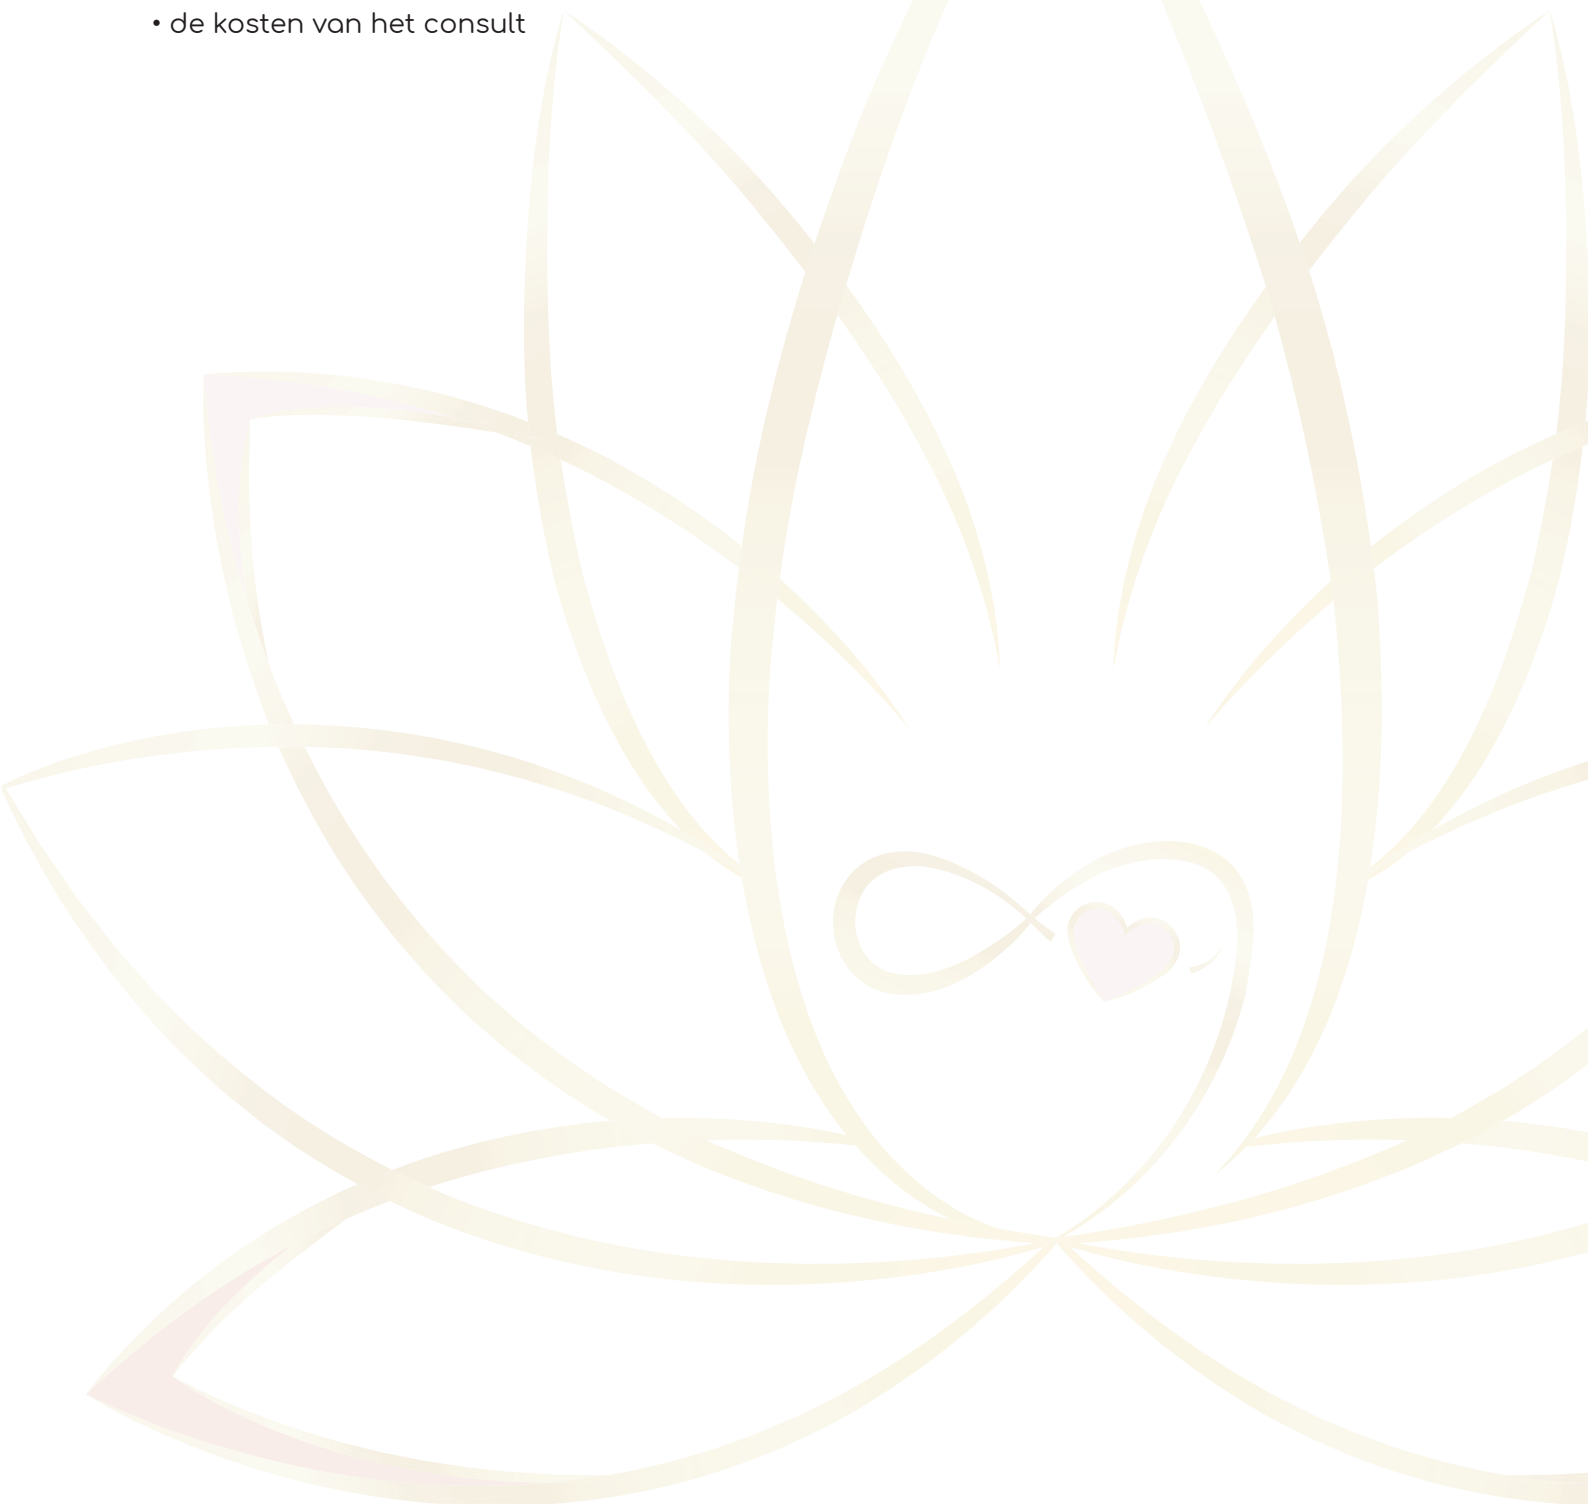 • de kosten van het consult